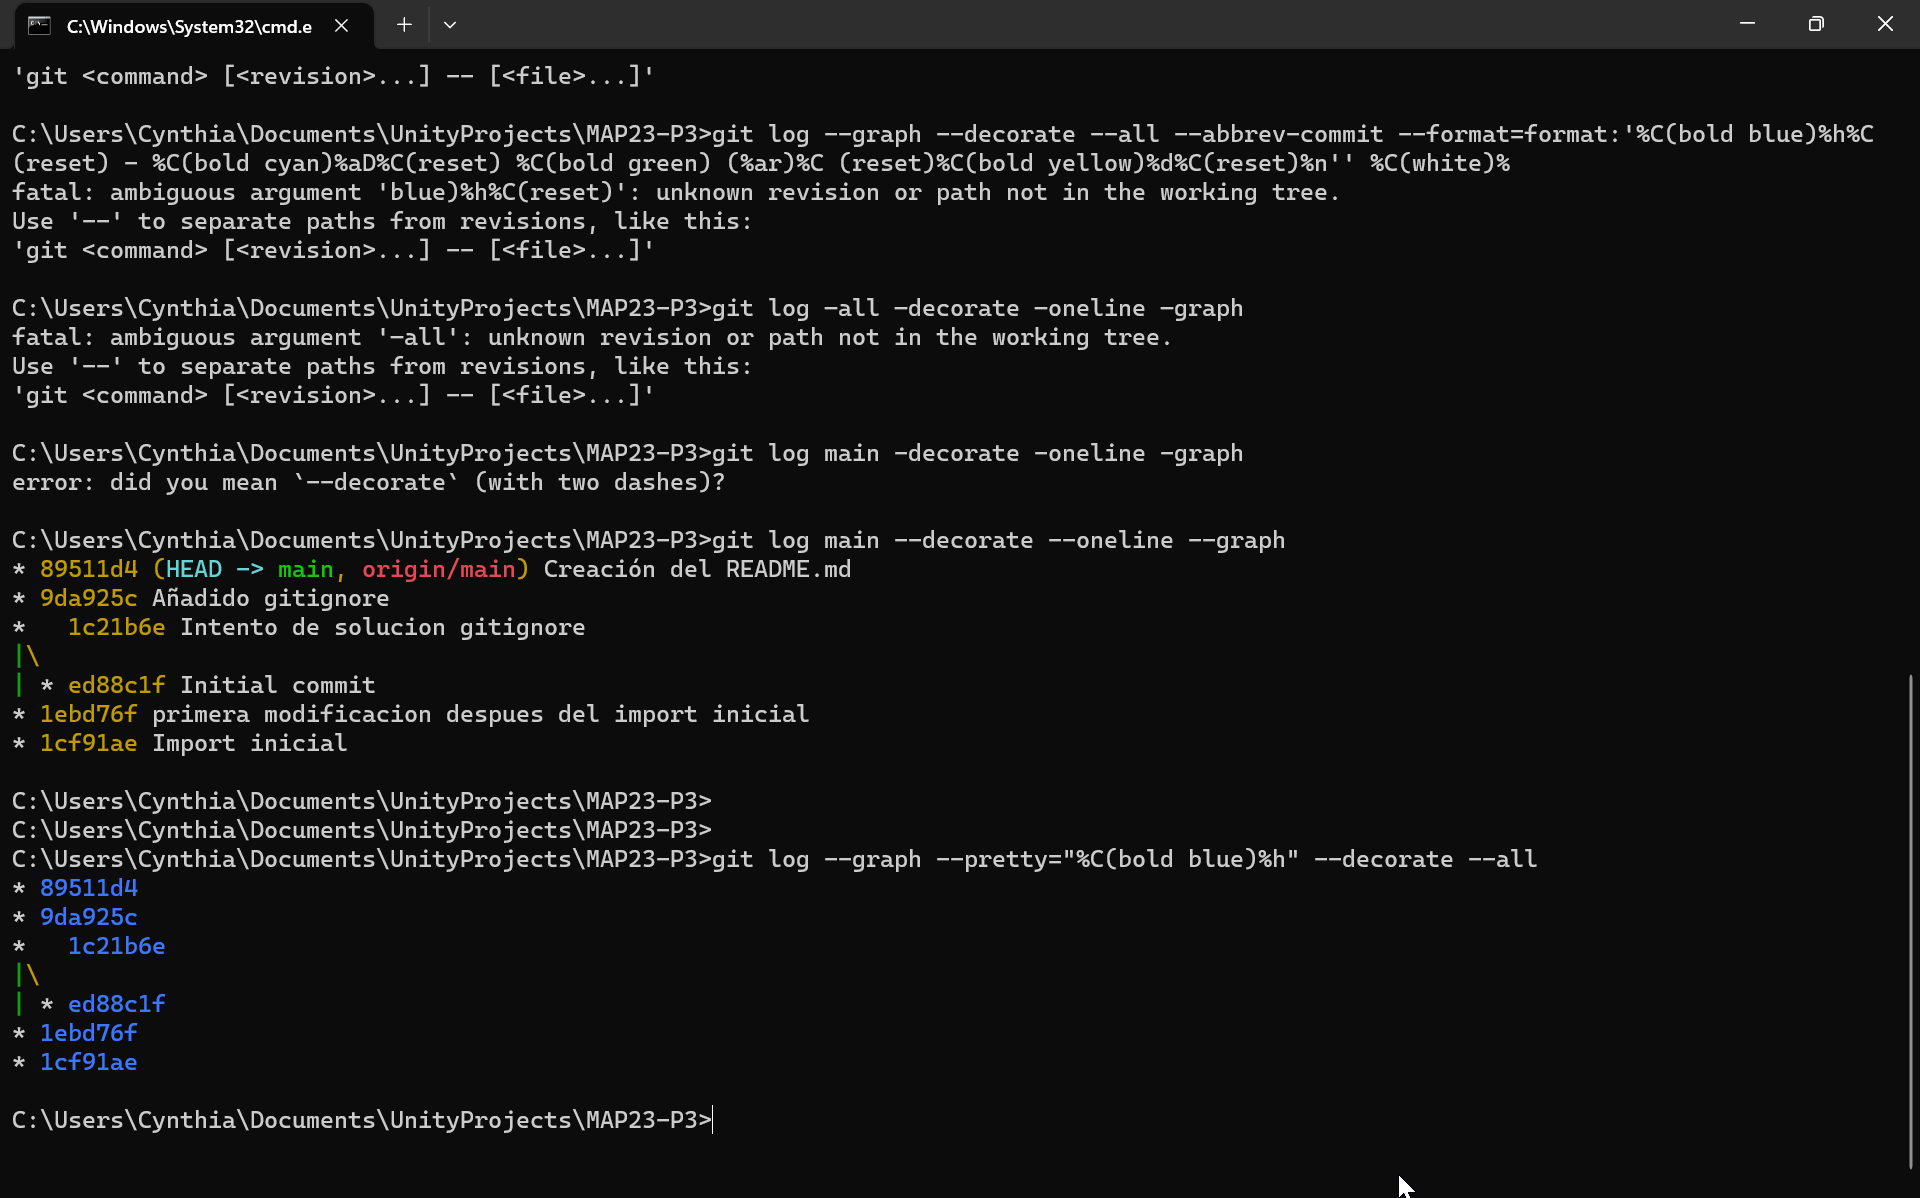 C:\Windows\System32\cmd.e
'git <command> [<revision>...] -- [<file>...]'
C:\Users\Cynthia\Documents\UnityProjects\MAP23-P3>git log --graph --decorate --all --abbrev-commit --format=format:'%C(bold blue)%h%C
(reset) - %C(bold cyan)%aD%C(reset) %C(bold green) (%ar)%C (reset)%C(bold yellow)%d%C(reset)%n'' %C(white)%
fatal: ambiguous argument 'blue)%h%C(reset)': unknown revision or path not in the working tree.
Use '--' to separate paths from revisions, like this:
'git <command> [<revision>...] -- [<file>...]'
C:\Users\Cynthia\Documents\UnityProjects\MAP23-P3>git log -all -decorate -oneline -graph
fatal: ambiguous argument '-all': unknown revision or path not in the working tree.
Use '--' to separate paths from revisions, like this:
'git <command> [<revision>...] -- [<file>...]'
C:\Users\Cynthia\Documents\UnityProjects\MAP23-P3>git log main -decorate -oneline -graph
error: did you mean `--decorate` (with two dashes)?
C:\Users\Cynthia\Documents\UnityProjects\MAP23-P3>git log main --decorate --oneline --graph
* 89511d4 (HEAD -> main, origin/main) Creación del README.md
* 9da925c Añadido gitignore
*   1c21b6e Intento de solucion gitignore
|\
| * ed88c1f Initial commit
* 1ebd76f primera modificacion despues del import inicial
* 1cf91ae Import inicial
C:\Users\Cynthia\Documents\UnityProjects\MAP23-P3>
C:\Users\Cynthia\Documents\UnityProjects\MAP23-P3>
C:\Users\Cynthia\Documents\UnityProjects\MAP23-P3>git log --graph --pretty="%C(bold blue)%h" --decorate --all
* 89511d4
* 9da925c
*   1c21b6e
|\
| * ed88c1f
* 1ebd76f
* 1cf91ae
C:\Users\Cynthia\Documents\UnityProjects\MAP23-P3>